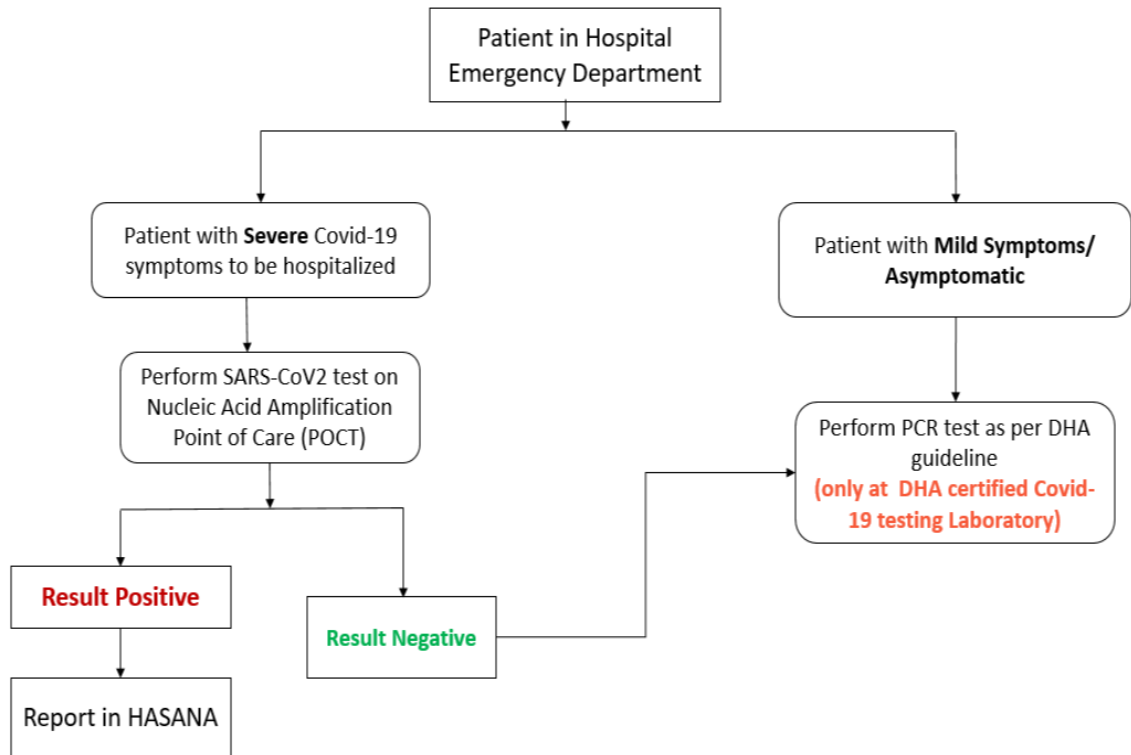 Patient in Hospital
Emergency Department
Patient with Severe Covid-19
symptoms to be hospitalized
Patient with Mild Symptoms/
Asymptomatic
Perform SARS-CoV2 test on
Nucleic Acid Amplification
Point of Care (POCT)
Perform PCR test as per DHA
guideline
(only at DHA certified Covid-
19 testing Laboratory)
Result Positive
Result Negative
Report in HASANA